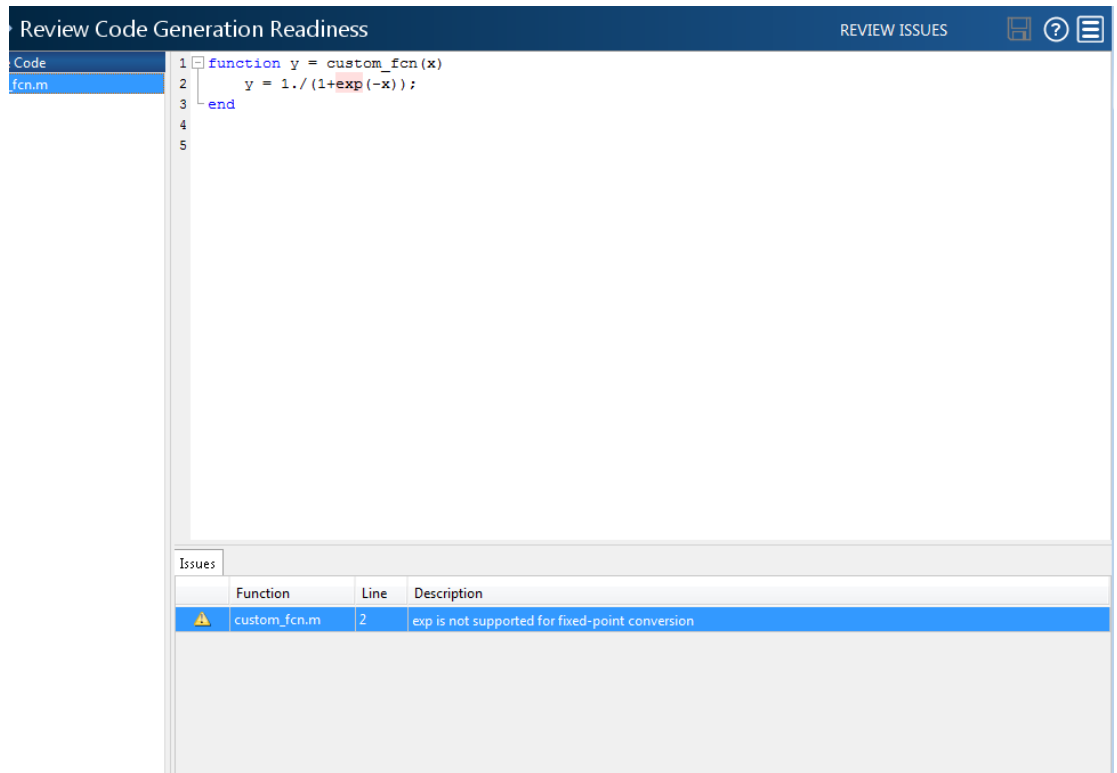 Review Code Generation Readiness REVIEW ISSUES
Code
_fcn.m
1 function y = custom_fcn(x)
2 y = 1./(1+exp(-x));
3 end
4
5
Issues
Function Line Description
custom_fcn.m 2 exp is not supported for fixed-point conversion